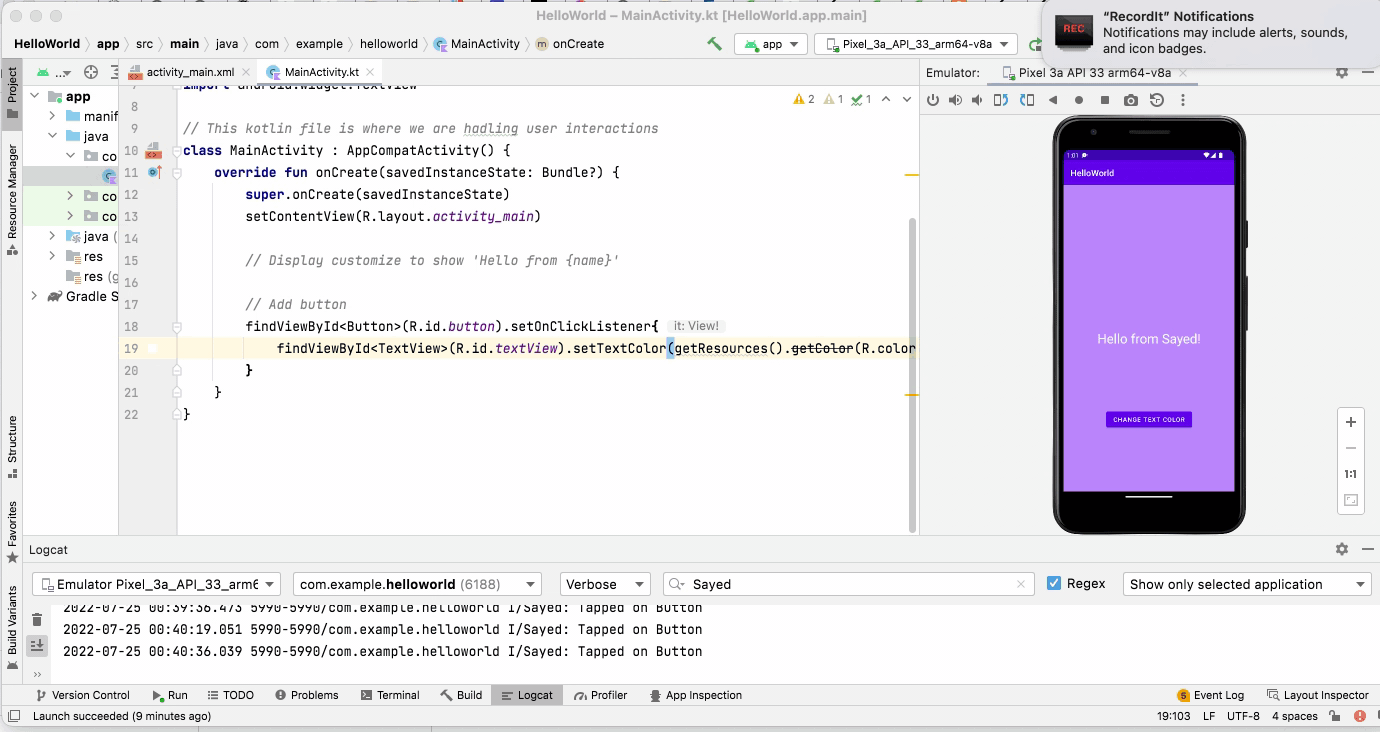 HelloWorld – MainActivity.kt [HelloWorld.app.main]
“RecordIt” Notifications
Notifications may include alerts, sounds,
and icon badges.
REC
HelloWorld app src main java com example helloworld MainActivity m onCreate
app
Pixel_3a_API_33_arm64-v8a
Project
Resource Manager
Structure
Favorites
Build Variants
...
activity_main.xml
MainActivity.kt
Emulator: Pixel 3a API 33 arm64-v8a
app
manif
java
co
co
co
java (
res
res (g
Gradle S
2 1 1
7 import android.widget.TextView
8
9 // This kotlin file is where we are hadling user interactions
10 class MainActivity : AppCompatActivity() {
11 override fun onCreate(savedInstanceState: Bundle?) {
12 super.onCreate(savedInstanceState)
13 setContentView(R.layout.activity_main)
14
15 // Display customize to show 'Hello from {name}'
16
17 // Add button
18 findViewById<Button>(R.id.button).setOnClickListener{ it: View!
19 findViewById<TextView>(R.id.textView).setTextColor(getResources().getColor(R.color
20 }
21 }
22 }
1:01
HelloWorld
Hello from Sayed!
CHANGE TEXT COLOR
1:1
Logcat
Emulator Pixel_3a_API_33_arm6
com.example.helloworld (6188)
Verbose
Sayed
Regex
Show only selected application
2022-07-25 00:39:36.473 5990-5990/com.example.helloworld I/Sayed: Tapped on Button
2022-07-25 00:40:19.051 5990-5990/com.example.helloworld I/Sayed: Tapped on Button
2022-07-25 00:40:36.039 5990-5990/com.example.helloworld I/Sayed: Tapped on Button
Version Control Run TODO Problems Terminal Build Logcat Profiler App Inspection 5 Event Log Layout Inspector
Launch succeeded (9 minutes ago)
19:103 LF UTF-8 4 spaces